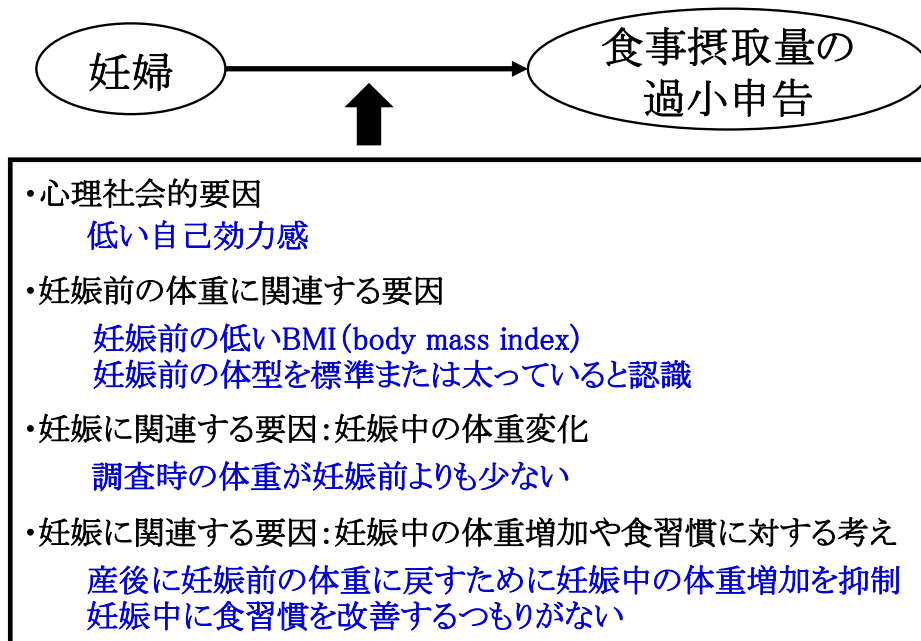 妊婦
食事摂取量の
過小申告
・心理社会的要因
低い自己効力感
・妊娠前の体重に関連する要因
妊娠前の低いBMI(body mass index)
妊娠前の体型を標準または太っていると認識
・妊娠に関連する要因:妊娠中の体重変化
調査時の体重が妊娠前よりも少ない
・妊娠に関連する要因:妊娠中の体重増加や食習慣に対する考え
産後に妊娠前の体重に戻すために妊娠中の体重増加を抑制
妊娠中に食習慣を改善するつもりがない